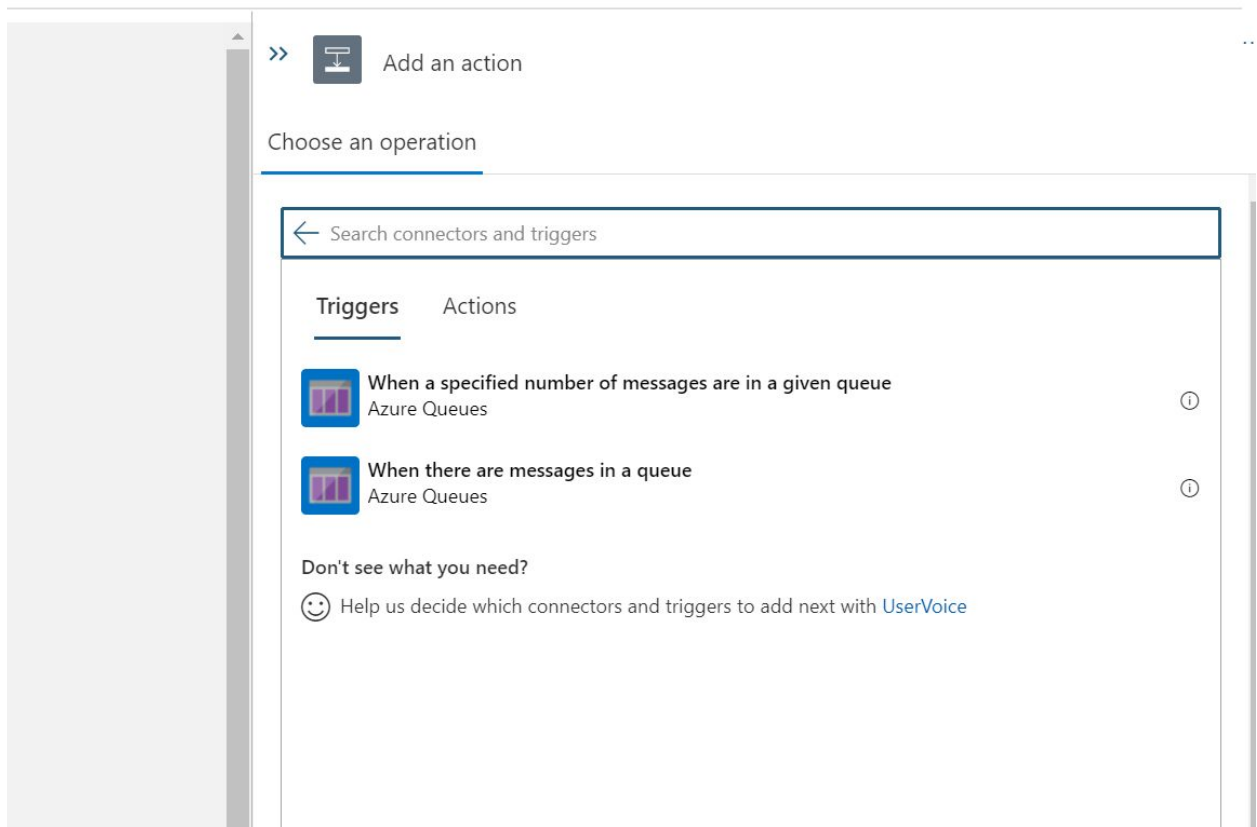 Add an action
Choose an operation
Search connectors and triggers
Triggers Actions
When a specified number of messages are in a given queue
Azure Queues
When there are messages in a queue
Azure Queues
Don't see what you need?
Help us decide which connectors and triggers to add next with UserVoice